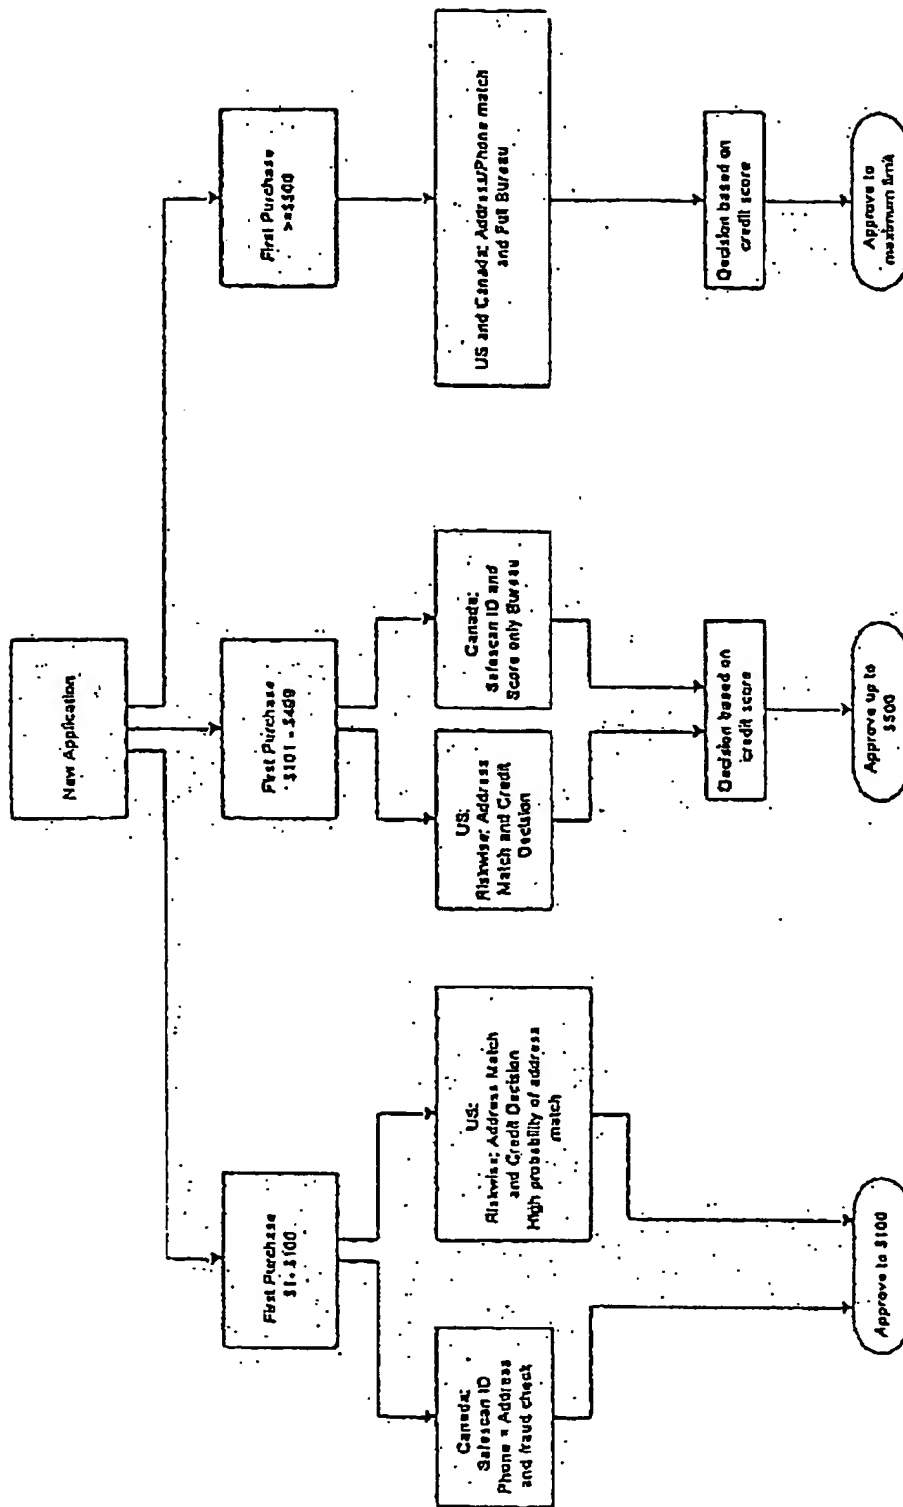 New Application
First Purchase
$1-$100
First Purchase
$101 - $499
First Purchase
>=$500
Canada:
Safescan ID
Phone = Address
and fraud check
US:
Riskwise: Address Match
and Credit Decision
High probability of address
match
US:
Riskwise: Address
Match and Credit
Decision
Canada:
Safescan ID and
Score only Bureau
US and Canada: Address/Phone match
and Full Bureau
Decision based on
credit score
Decision based on
credit score
Approve to $100
Approve up to
$500
Approve to
maximum limit